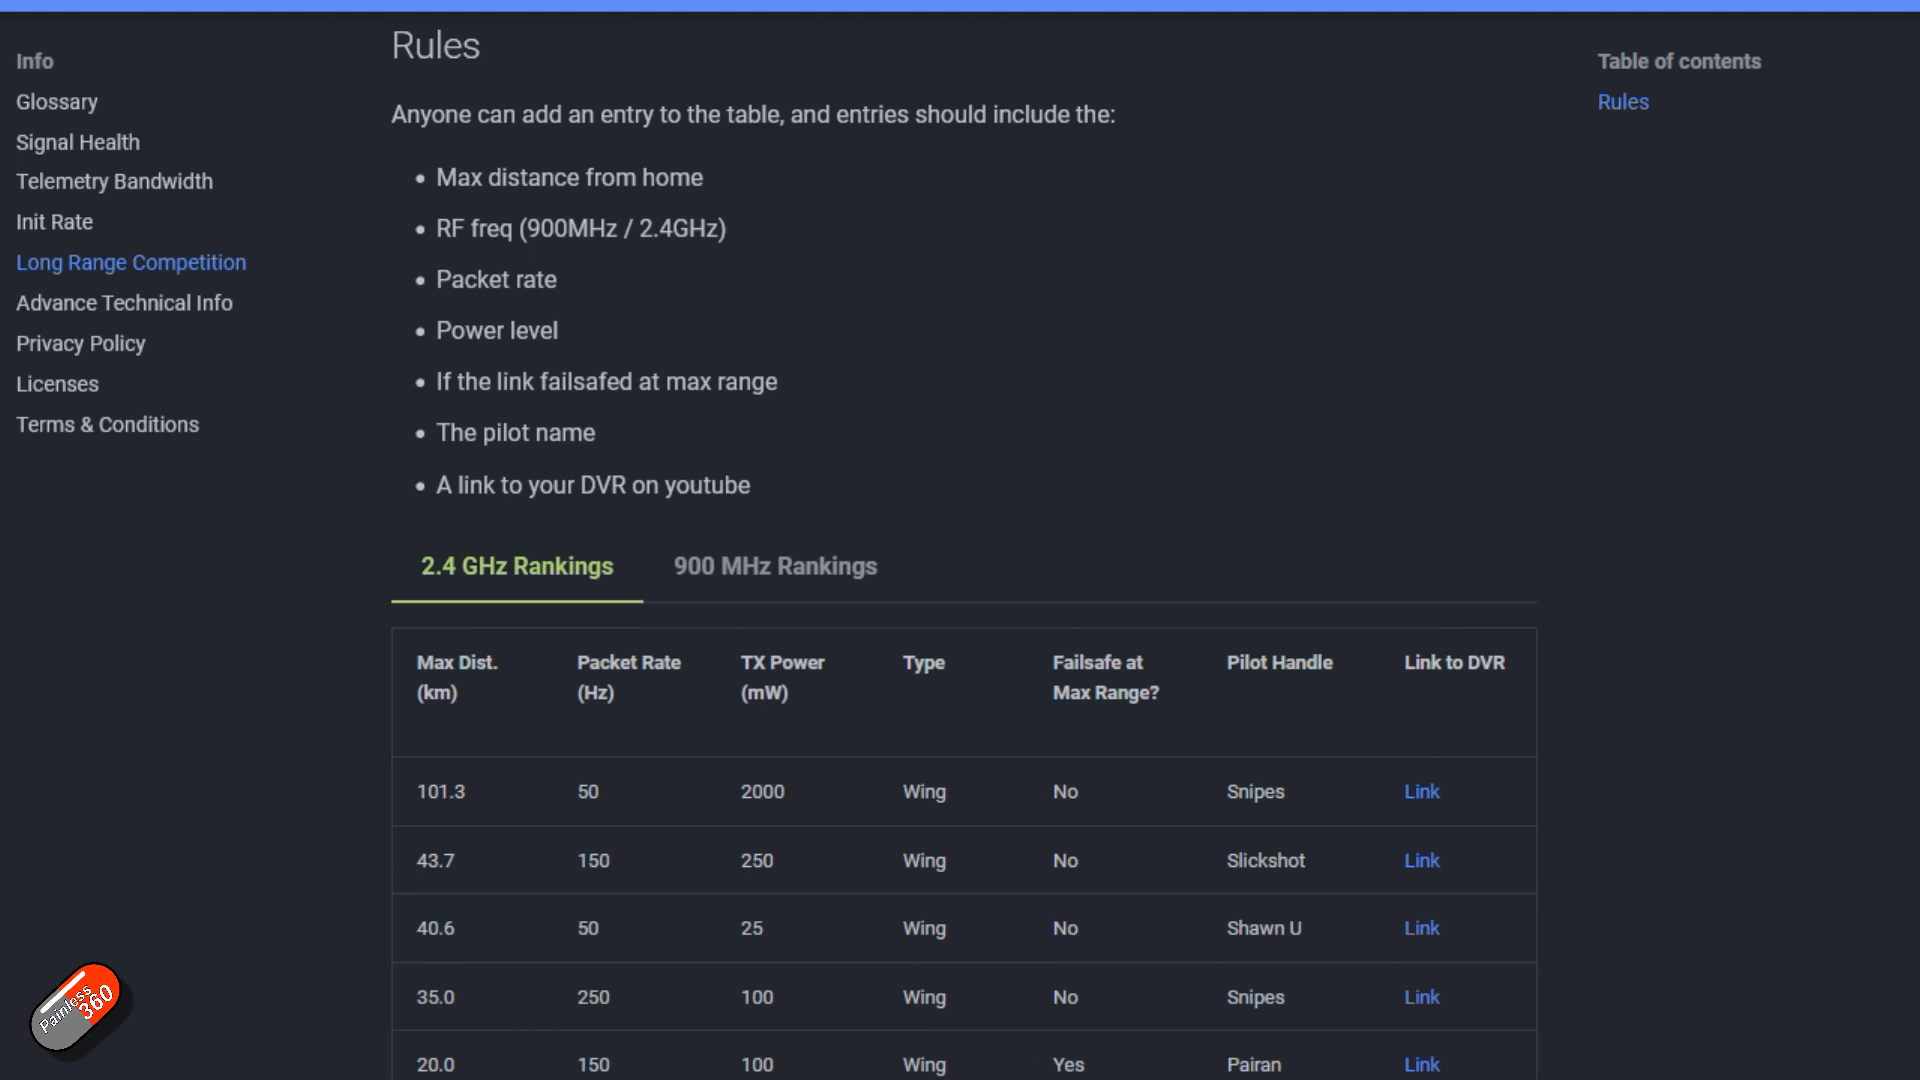 Info
Glossary
Signal Health
Telemetry Bandwidth
Init Rate
Long Range Competition
Advance Technical Info
Privacy Policy
Licenses
Terms & Conditions
Rules
Anyone can add an entry to the table, and entries should include the:
• Max distance from home
• RF freq (900MHz / 2.4GHz)
• Packet rate
• Power level
• If the link failsafed at max range
• The pilot name
• A link to your DVR on youtube
2.4 GHz Rankings 900 MHz Rankings
Max Dist. (km) Packet Rate (Hz) TX Power (mW) Type Failsafe at Max Range? Pilot Handle Link to DVR
101.3 50 2000 Wing No Snipes Link
43.7 150 250 Wing No Slickshot Link
40.6 50 25 Wing No Shawn U Link
35.0 250 100 Wing No Snipes Link
20.0 150 100 Wing Yes Pairan Link
Table of contents
Rules
Painless
360